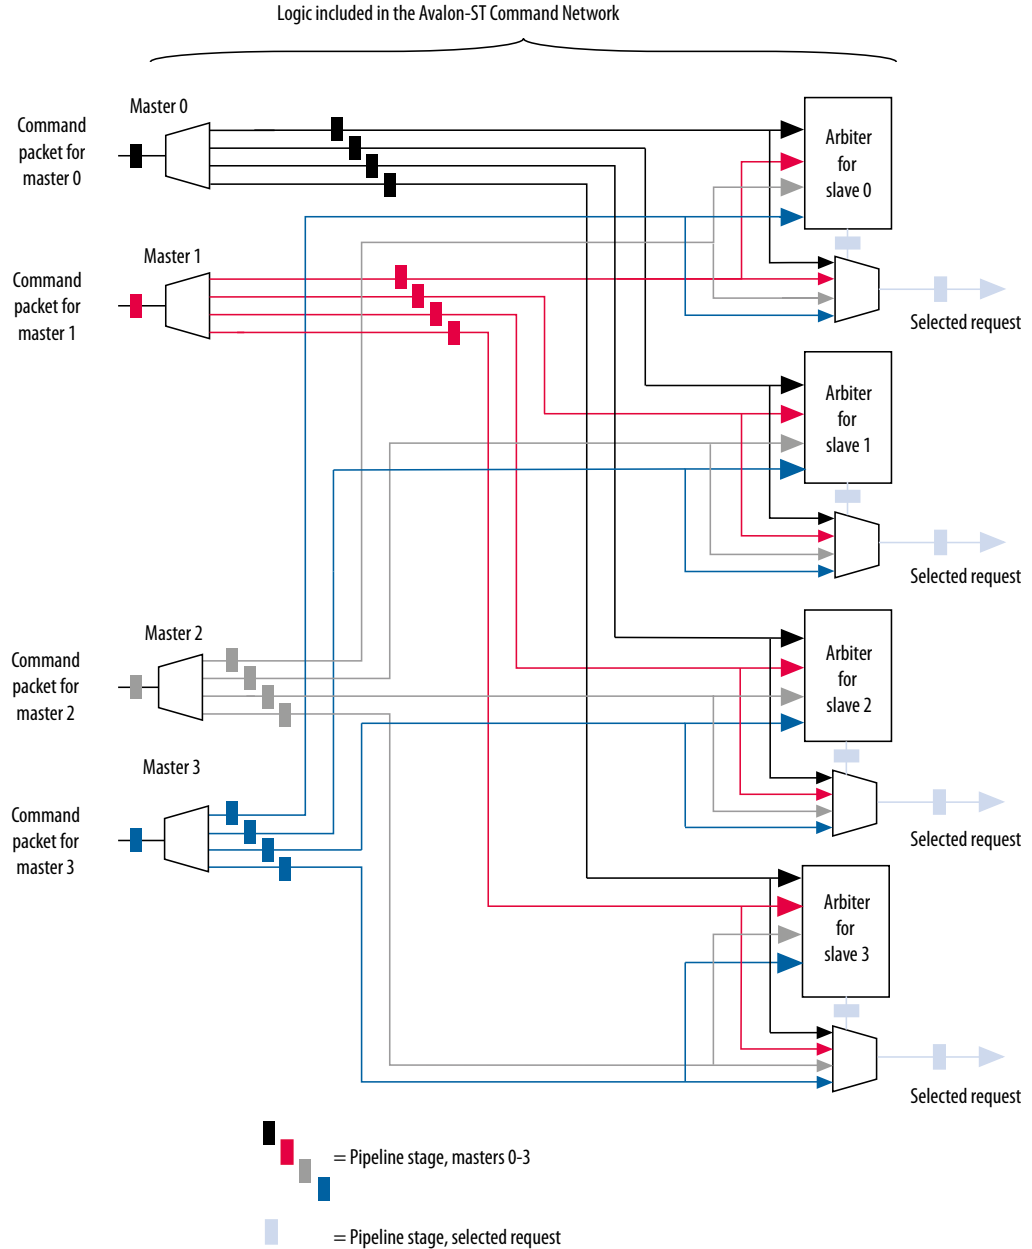 Logic included in the Avalon-ST Command Network
Master 0
Command
packet for
master 0
Arbiter
for
slave 0
Master 1
Command
packet for
master 1
Selected request
Arbiter
for
slave 1
Selected request
Master 2
Command
packet for
master 2
Arbiter
for
slave 2
Master 3
Command
packet for
master 3
Selected request
Arbiter
for
slave 3
Selected request
= Pipeline stage, masters 0-3
= Pipeline stage, selected request